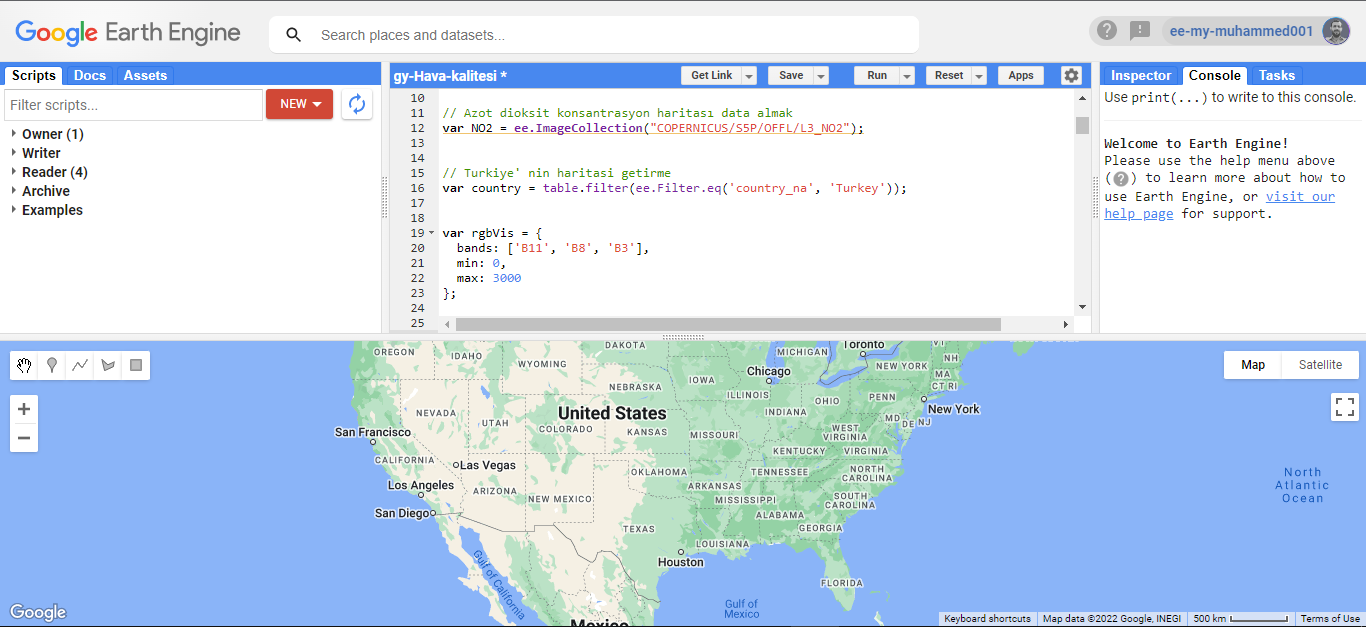 Google Earth Engine
Search places and datasets...
ee-my-muhammed001
Scripts Docs Assets
Filter scripts...
NEW
Owner (1)
Writer
Reader (4)
Archive
Examples
gy-Hava-kalitesi *
Get Link Save Run Reset Apps
10
11 // Azot dioksit konsantrasyon haritası data almak
12 var NO2 = ee.ImageCollection("COPERNICUS/S5P/OFFL/L3_NO2");
13
14
15 // Turkiye' nin haritasi getirme
16 var country = table.filter(ee.Filter.eq('country_na', 'Turkey'));
17
18
19 var rgbVis = {
20 bands: ['B11', 'B8', 'B3'],
21 min: 0,
22 max: 3000
23 };
24
25
Inspector Console Tasks
Use print(...) to write to this console.
Welcome to Earth Engine!
Please use the help menu above
(?) to learn more about how to
use Earth Engine, or visit our
help page for support.
Map Satellite
OREGON
IDAHO
WYOMING
DAKOTA
MICHIGAN
Toronto
VT
NH
NEW YORK
MA
CT RI
Chicago
IOWA
NEBRASKA
ILLINOIS
OHIO
PENN
INDIANA
New York
NEVADA
UTAH
United States
COLORADO
KANSAS
MISSOURI
WEST
VIRGINIA
MD
DE NJ
San Francisco
KENTUCKY
VIRGINIA
CALIFORNIA
Las Vegas
OKLAHOMA
TENNESSEE
NORTH
CAROLINA
Los Angeles
ARIZONA
NEW MEXICO
ARKANSAS
MISSISSIPPI
SOUTH
CAROLINA
San Diego
TEXAS
ALABAMA
GEORGIA
LOUISIANA
Houston
FLORIDA
Gulf of California
Gulf of
Mexico
Mexico
North
Atlantic
Ocean
Google
Keyboard shortcuts Map data ©2022 Google, INEGI 500 km Terms of Use